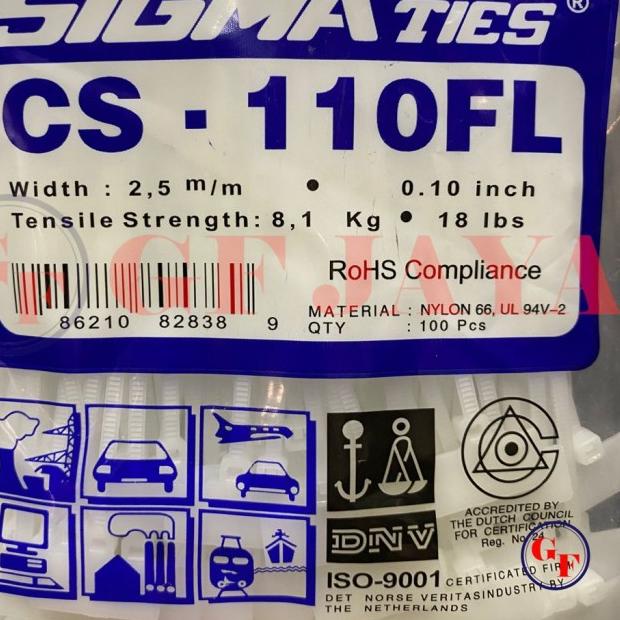 SIGMA TIES ®
CS - 110FL
Width : 2,5 m/m • 0.10 inch
Tensile Strength: 8,1 Kg • 18 lbs
GF GF JAYA
RoHS Compliance
MATERIAL : NYLON 66, UL 94V-2
QTY : 100 Pcs
86210 82838 9
ACCREDITED BY
THE DUTCH COUNCIL
FOR CERTIFICATION
Reg. No 24
DNV
GF
ISO-9001 CERTIFICATED FIRM
DET NORSE VERITASINDUSTRY BY
THE NETHERLANDS